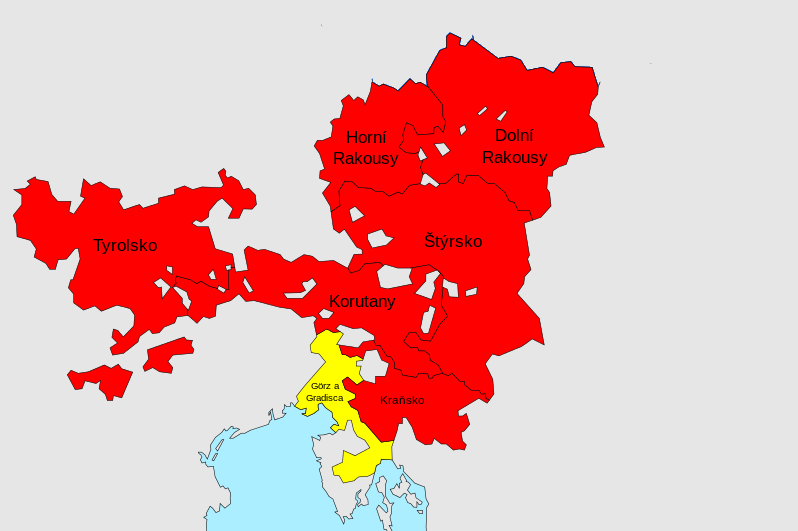 Horní
Rakousy
Dolní
Rakousy
Tyrolsko
Štýrsko
Korutany
Görz a
Gradisca
Kraňsko